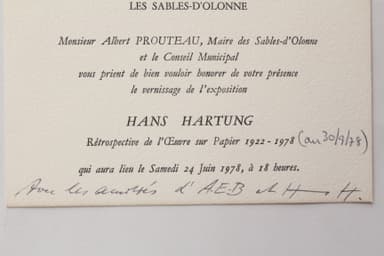 LES SABLES-D'OLONNE
Monsieur Albert PROUTEAU, Maire des Sables-d'Olonne
et le Conseil Municipal
vous prient de bien vouloir honorer de votre présence
le vernissage de l'exposition
HANS HARTUNG
Rétrospective de l'Œuvre sur Papier 1922 - 1978 (au 30/9/78)
qui aura lieu le Samedi 24 Juin 1978, à 18 heures.
Avec les amitiés d'A.E.B et H H.